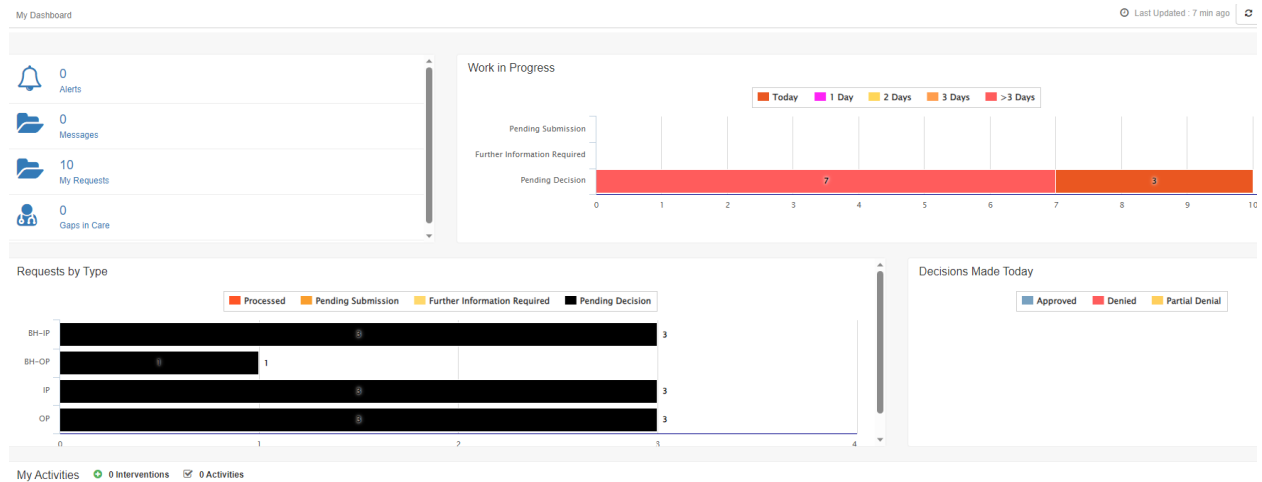 My Dashboard
Last Updated : 7 min ago
0
Alerts
0
Messages
10
My Requests
0
Gaps in Care
Work in Progress
Today 1 Day 2 Days 3 Days >3 Days
Pending Submission
Further Information Required
Pending Decision
7 3
0 1 2 3 4 5 6 7 8 9 10
Requests by Type
Processed Pending Submission Further Information Required Pending Decision
BH-IP 3
BH-OP 1
IP 3
OP 3
0 1 2 3 4
Decisions Made Today
Approved Denied Partial Denial
My Activities 0 Interventions 0 Activities